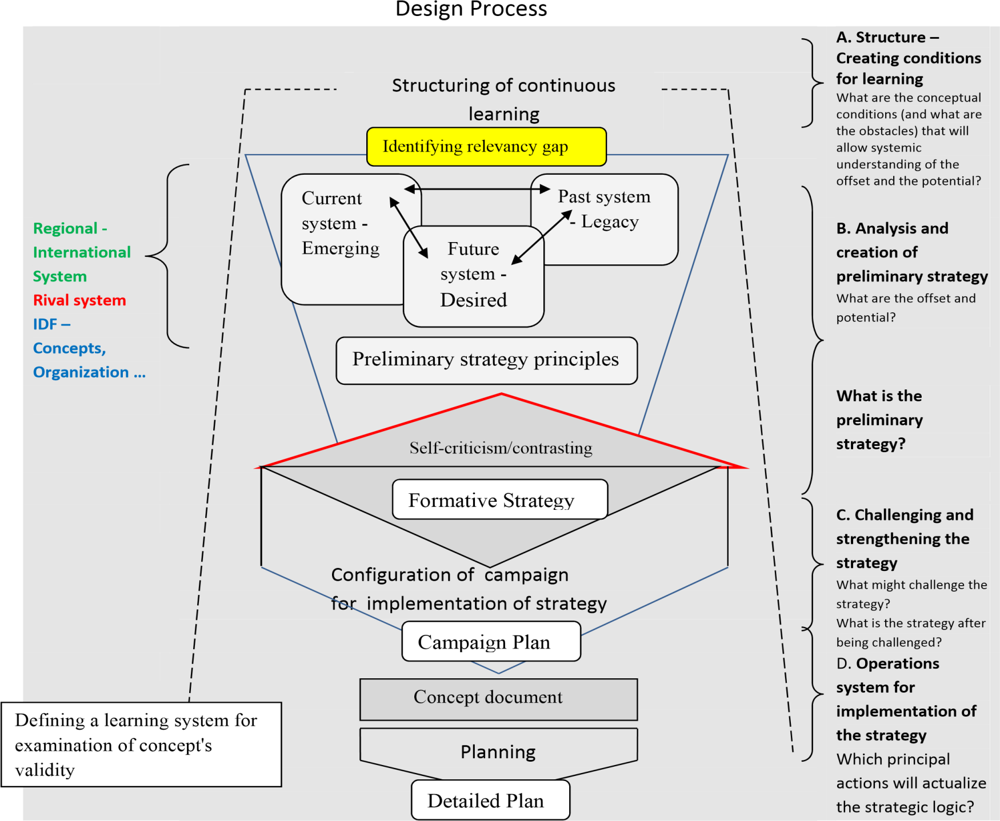 Design Process
Structuring of continuous
learning
Identifying relevancy gap
Current
system -
Emerging
Past system
- Legacy
Future
system -
Desired
Preliminary strategy principles
Self-criticism/contrasting
Formative Strategy
Configuration of campaign
for implementation of strategy
Campaign Plan
Concept document
Planning
Detailed Plan
Regional -
International
System
Rival system
IDF –
Concepts,
Organization ...
Defining a learning system for
examination of concept's
validity
A. Structure –
Creating conditions
for learning
What are the conceptual
conditions (and what are
the obstacles) that will
allow systemic
understanding of the
offset and the potential?
B. Analysis and
creation of
preliminary strategy
What are the offset and
potential?
What is the
preliminary
strategy?
C. Challenging and
strengthening the
strategy
What might challenge the
strategy?
What is the strategy after
being challenged?
D. Operations
system for
implementation of
the strategy
Which principal
actions will actualize
the strategic logic?